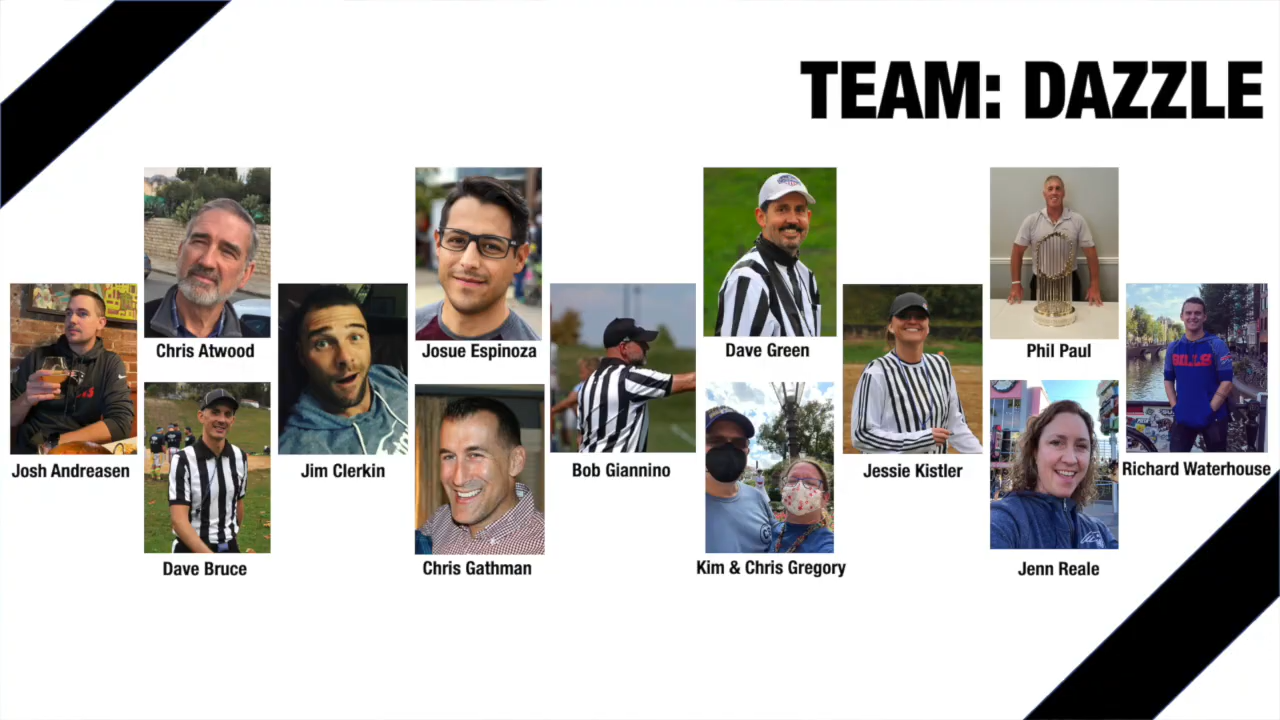 TEAM: DAZZLE
Chris Atwood
Josue Espinoza
Dave Green
Phil Paul
Josh Andreasen
Jim Clerkin
Bob Giannino
Jessie Kistler
Richard Waterhouse
Dave Bruce
Chris Gathman
Kim & Chris Gregory
Jenn Reale
BILLS